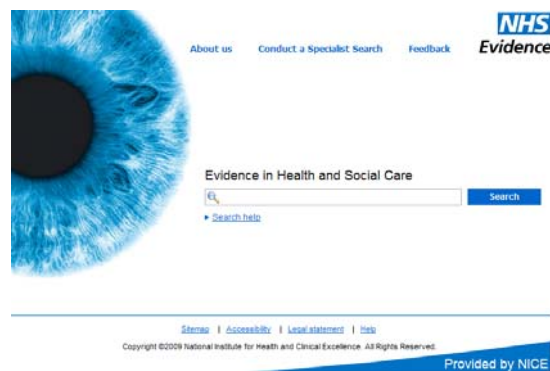 NHS
About us Conduct a Specialist Search Feedback Evidence
Evidence in Health and Social Care
Search
Search help
Sitemap | Accessibility | Legal statement | Help
Copyright ©2009 National Institute for Health and Clinical Excellence. All Rights Reserved.
Provided by NICE